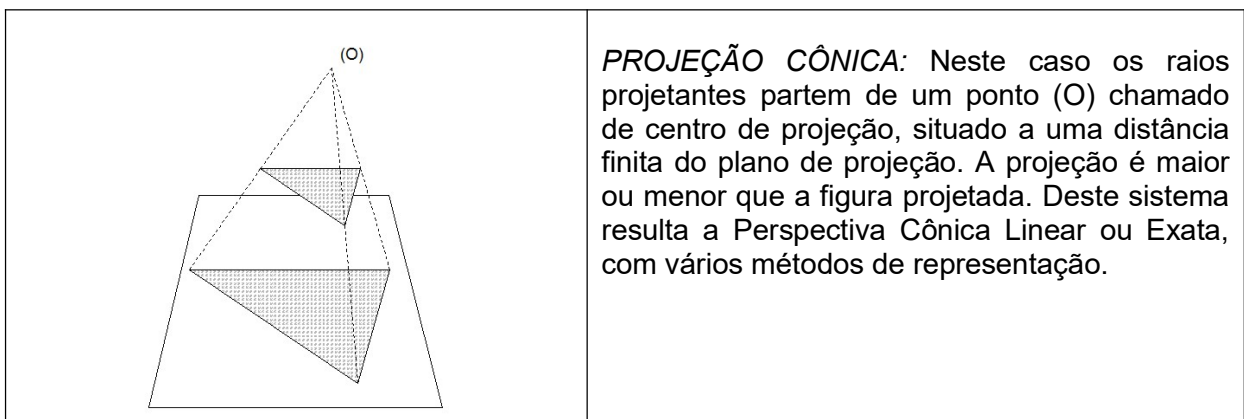 (O)
PROJEÇÃO CÔNICA: Neste caso os raios
projetantes partem de um ponto (O) chamado
de centro de projeção, situado a uma distância
finita do plano de projeção. A projeção é maior
ou menor que a figura projetada. Deste sistema
resulta a Perspectiva Cônica Linear ou Exata,
com vários métodos de representação.